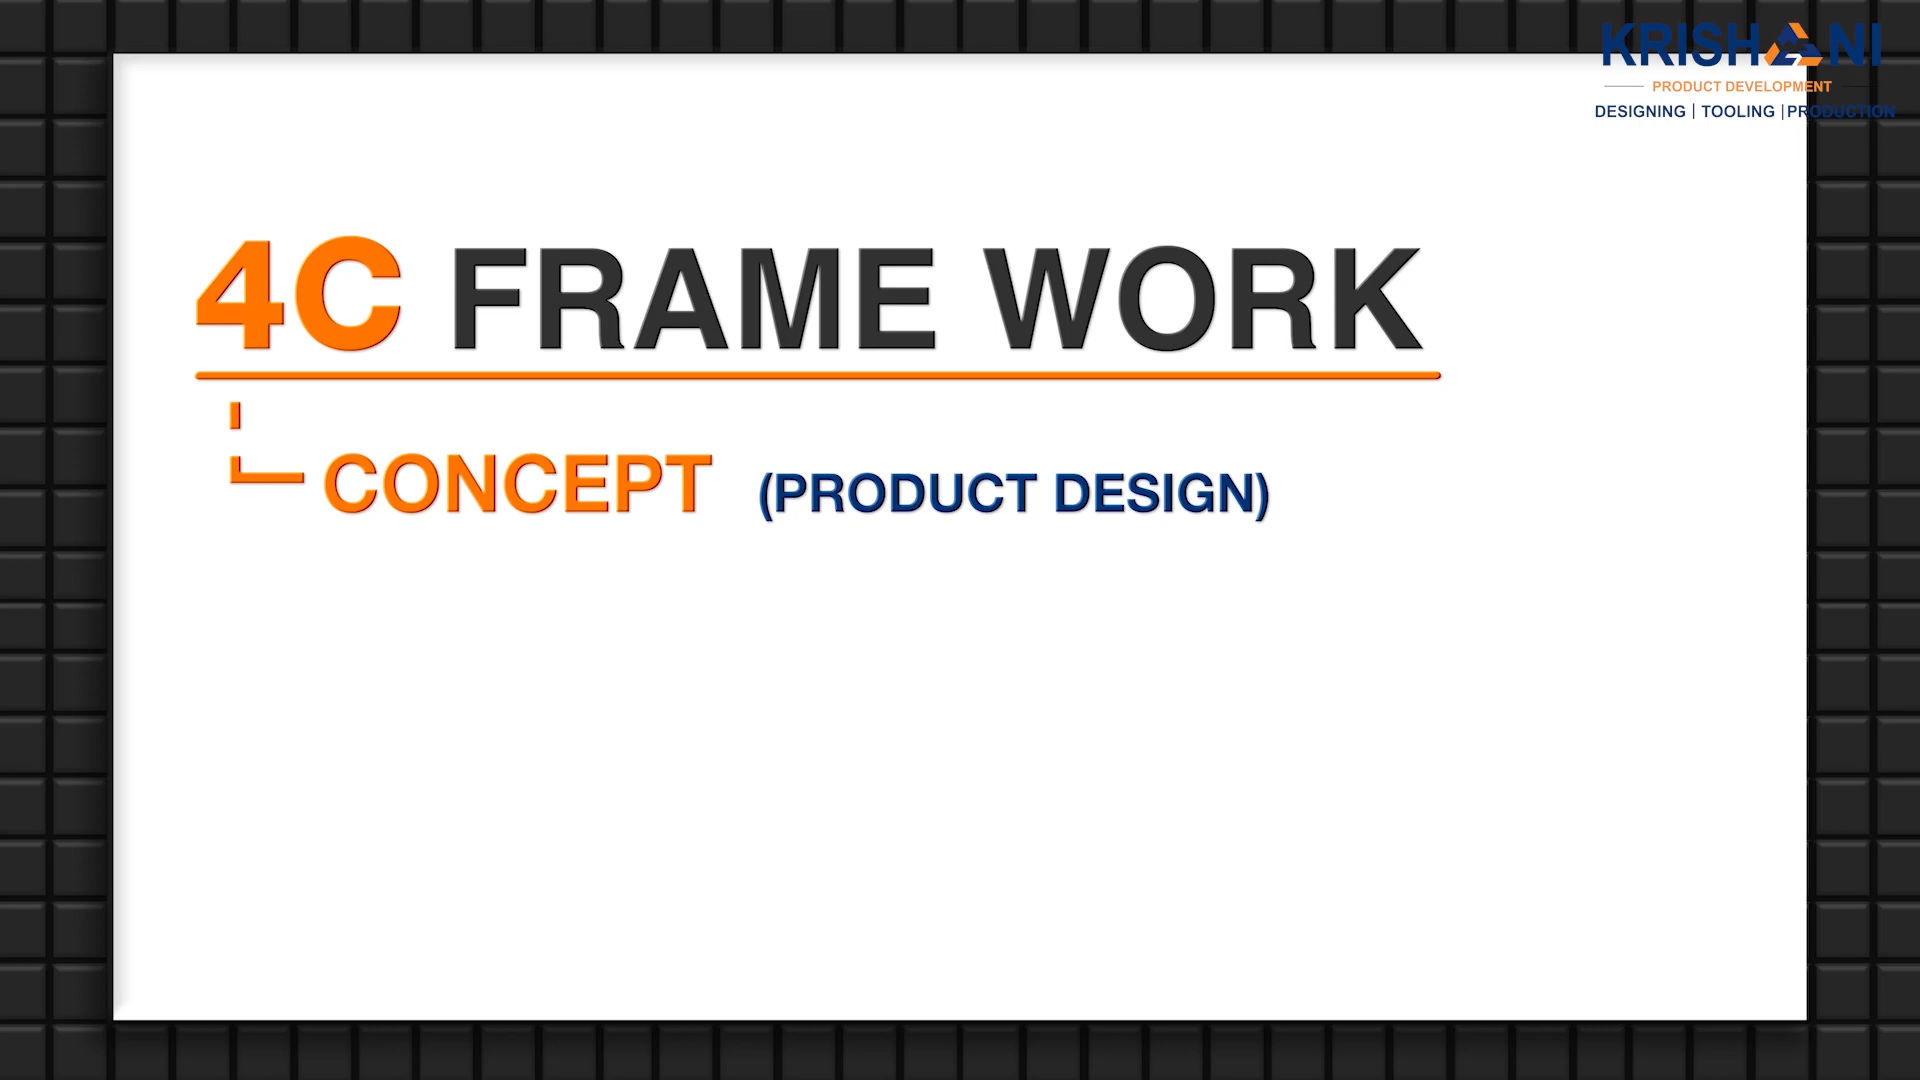 KRISHANI
PRODUCT DEVELOPMENT
DESIGNING | TOOLING |PRODUCTION
4C FRAME WORK
CONCEPT (PRODUCT DESIGN)